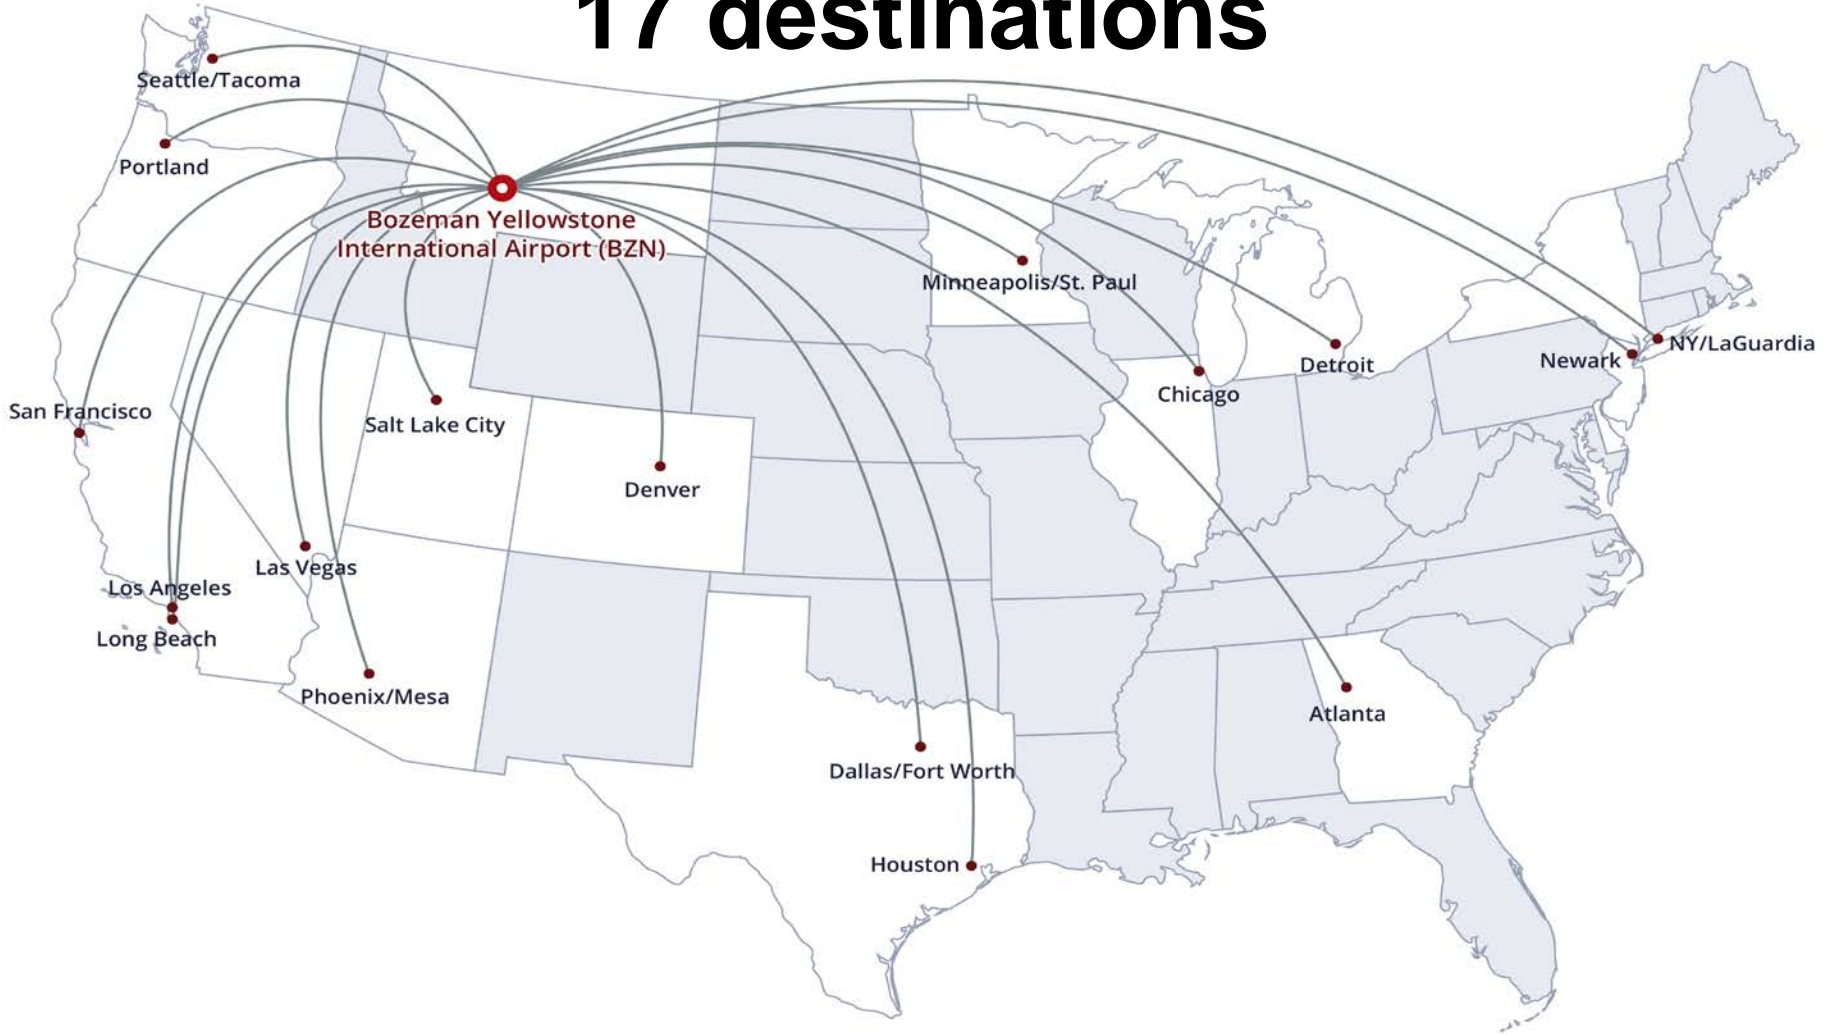 17 destinations
Seattle/Tacoma
Portland
Bozeman Yellowstone
International Airport (BZN)
Minneapolis/St. Paul
NY/LaGuardia
Newark
Detroit
Chicago
San Francisco
Salt Lake City
Denver
Las Vegas
Los Angeles
Long Beach
Phoenix/Mesa
Atlanta
Dallas/Fort Worth
Houston